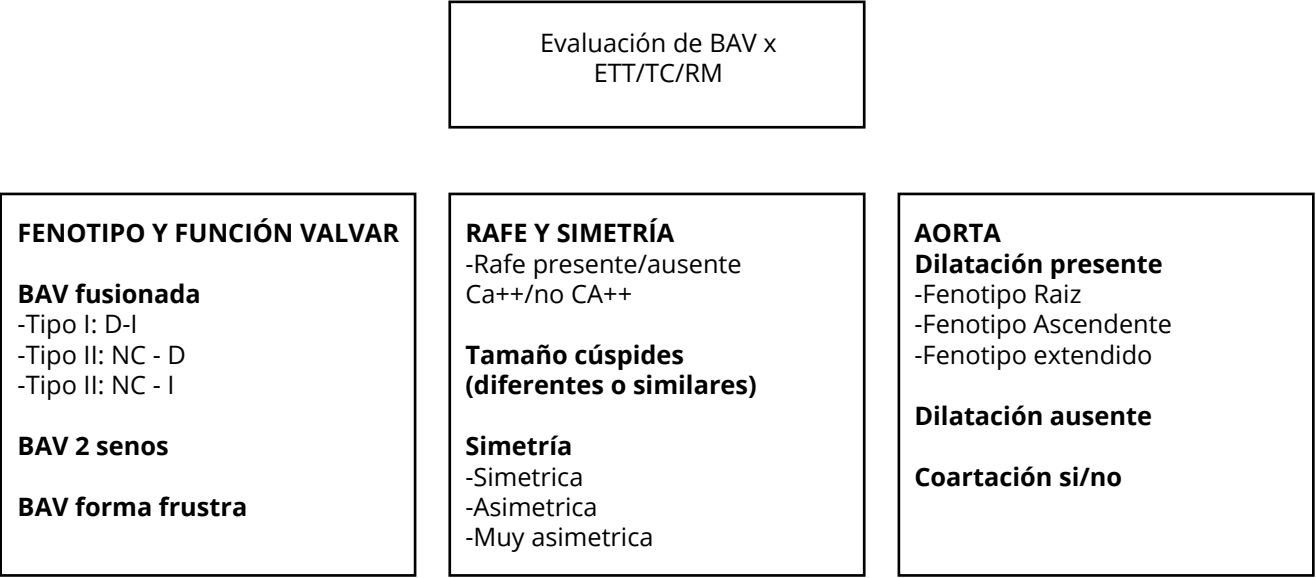 Evaluación de BAV x
ETT/TC/RM
FENOTIPO Y FUNCIÓN VALVAR
BAV fusionada
-Tipo I: D-I
-Tipo II: NC - D
-Tipo II: NC - I
BAV 2 senos
BAV forma frustra
RAFE Y SIMETRÍA
-Rafe presente/ausente
Ca++/no CA++
Tamaño cúspides
(diferentes o similares)
Simetría
-Simetrica
-Asimetrica
-Muy asimetrica
AORTA
Dilatación presente
-Fenotipo Raiz
-Fenotipo Ascendente
-Fenotipo extendido
Dilatación ausente
Coartación si/no